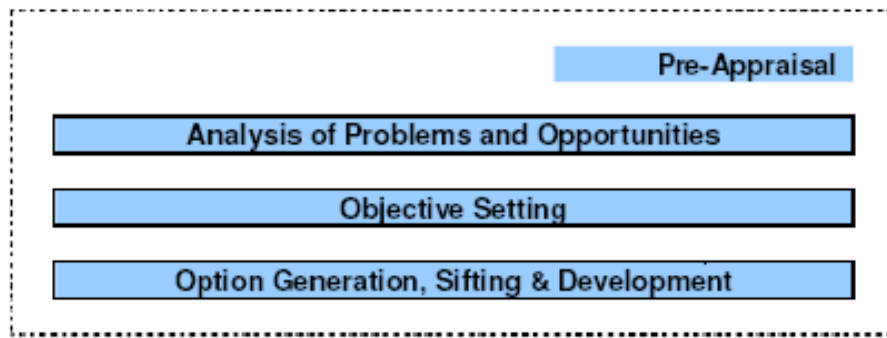 Pre-Appraisal
Analysis of Problems and Opportunities
Objective Setting
Option Generation, Sifting & Development